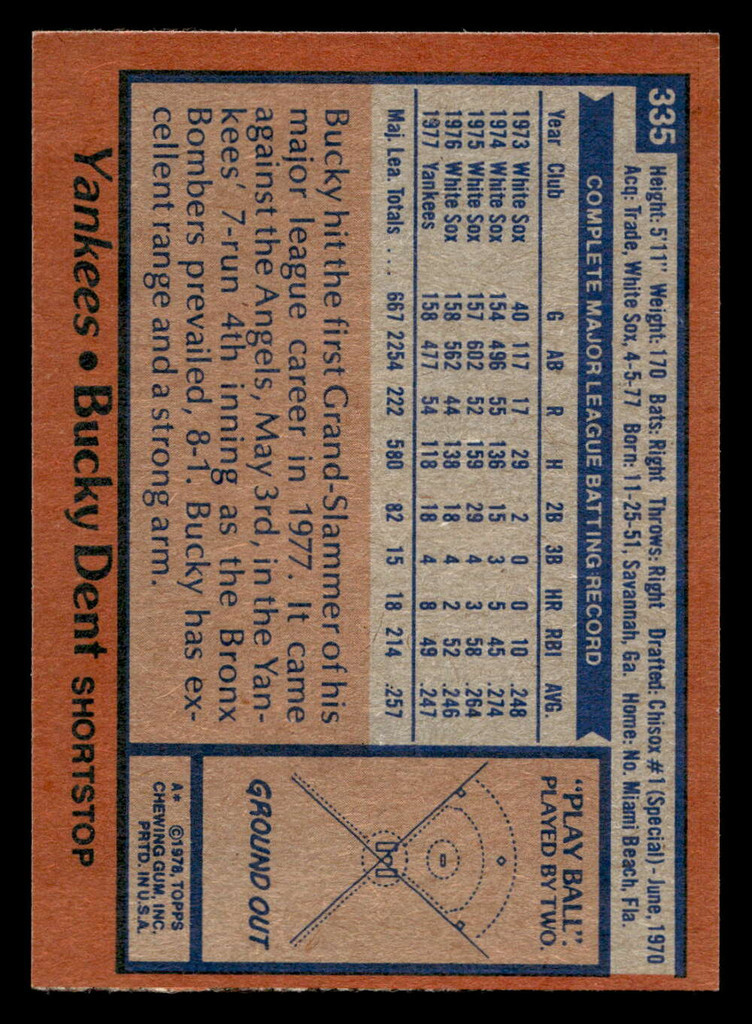 335
Height: 5'11" Weight: 170 Bats: Right Throws: Right Drafted: Chisox #1 (Special) - June, 1970
Acq: Trade, White Sox, 4-5-77 Born: 11-25-51, Savannah, Ga. Home: No. Miami Beach, Fla.
COMPLETE MAJOR LEAGUE BATTING RECORD
Year Club G AB R H 2B 3B HR RBI AVG.
1973 White Sox 40 117 17 29 2 0 0 10 .248
1974 White Sox 154 496 55 136 15 3 5 45 .274
1975 White Sox 157 602 52 159 29 4 3 58 .264
1976 White Sox 158 562 44 138 18 4 2 52 .246
1977 Yankees 158 477 54 118 18 4 8 49 .247
Maj. Lea. Totals . . . 667 2254 222 580 82 15 18 214 .257
Bucky hit the first Grand-Slammer of his
major league career in 1977. It came
against the Angels, May 3rd, in the Yan-
kees' 7-run 4th inning as the Bronx
Bombers prevailed, 8-1. Bucky has ex-
cellent range and a strong arm.
"PLAY BALL":
PLAYED BY TWO.
GROUND OUT
A* ©1978, TOPPS
CHEWING GUM, INC.
PRTD. IN U.S.A.
Yankees • Bucky Dent SHORTSTOP